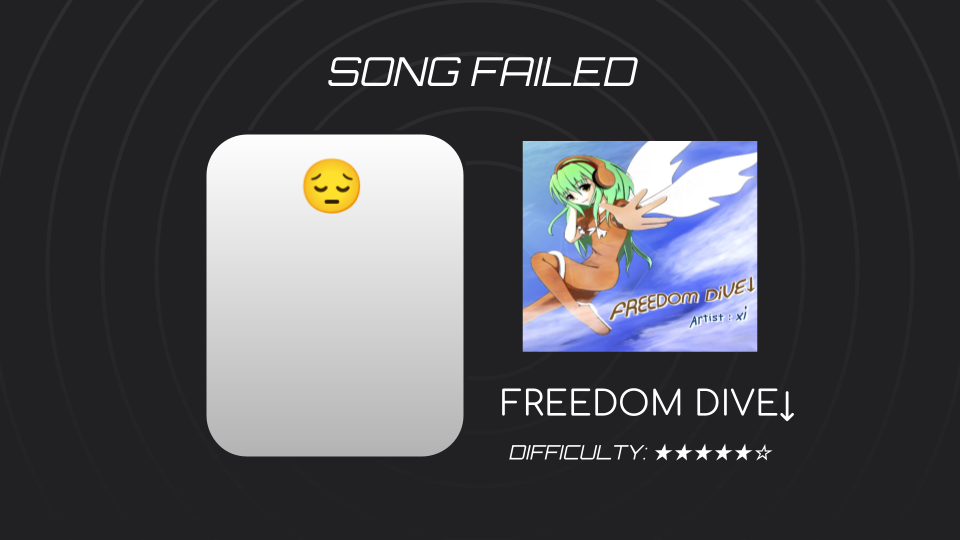 SONG FAILED
FREEDOM DiVE↓
Artist : xi
FREEDOM DIVE↓
DIFFICULTY: ★★★★★☆